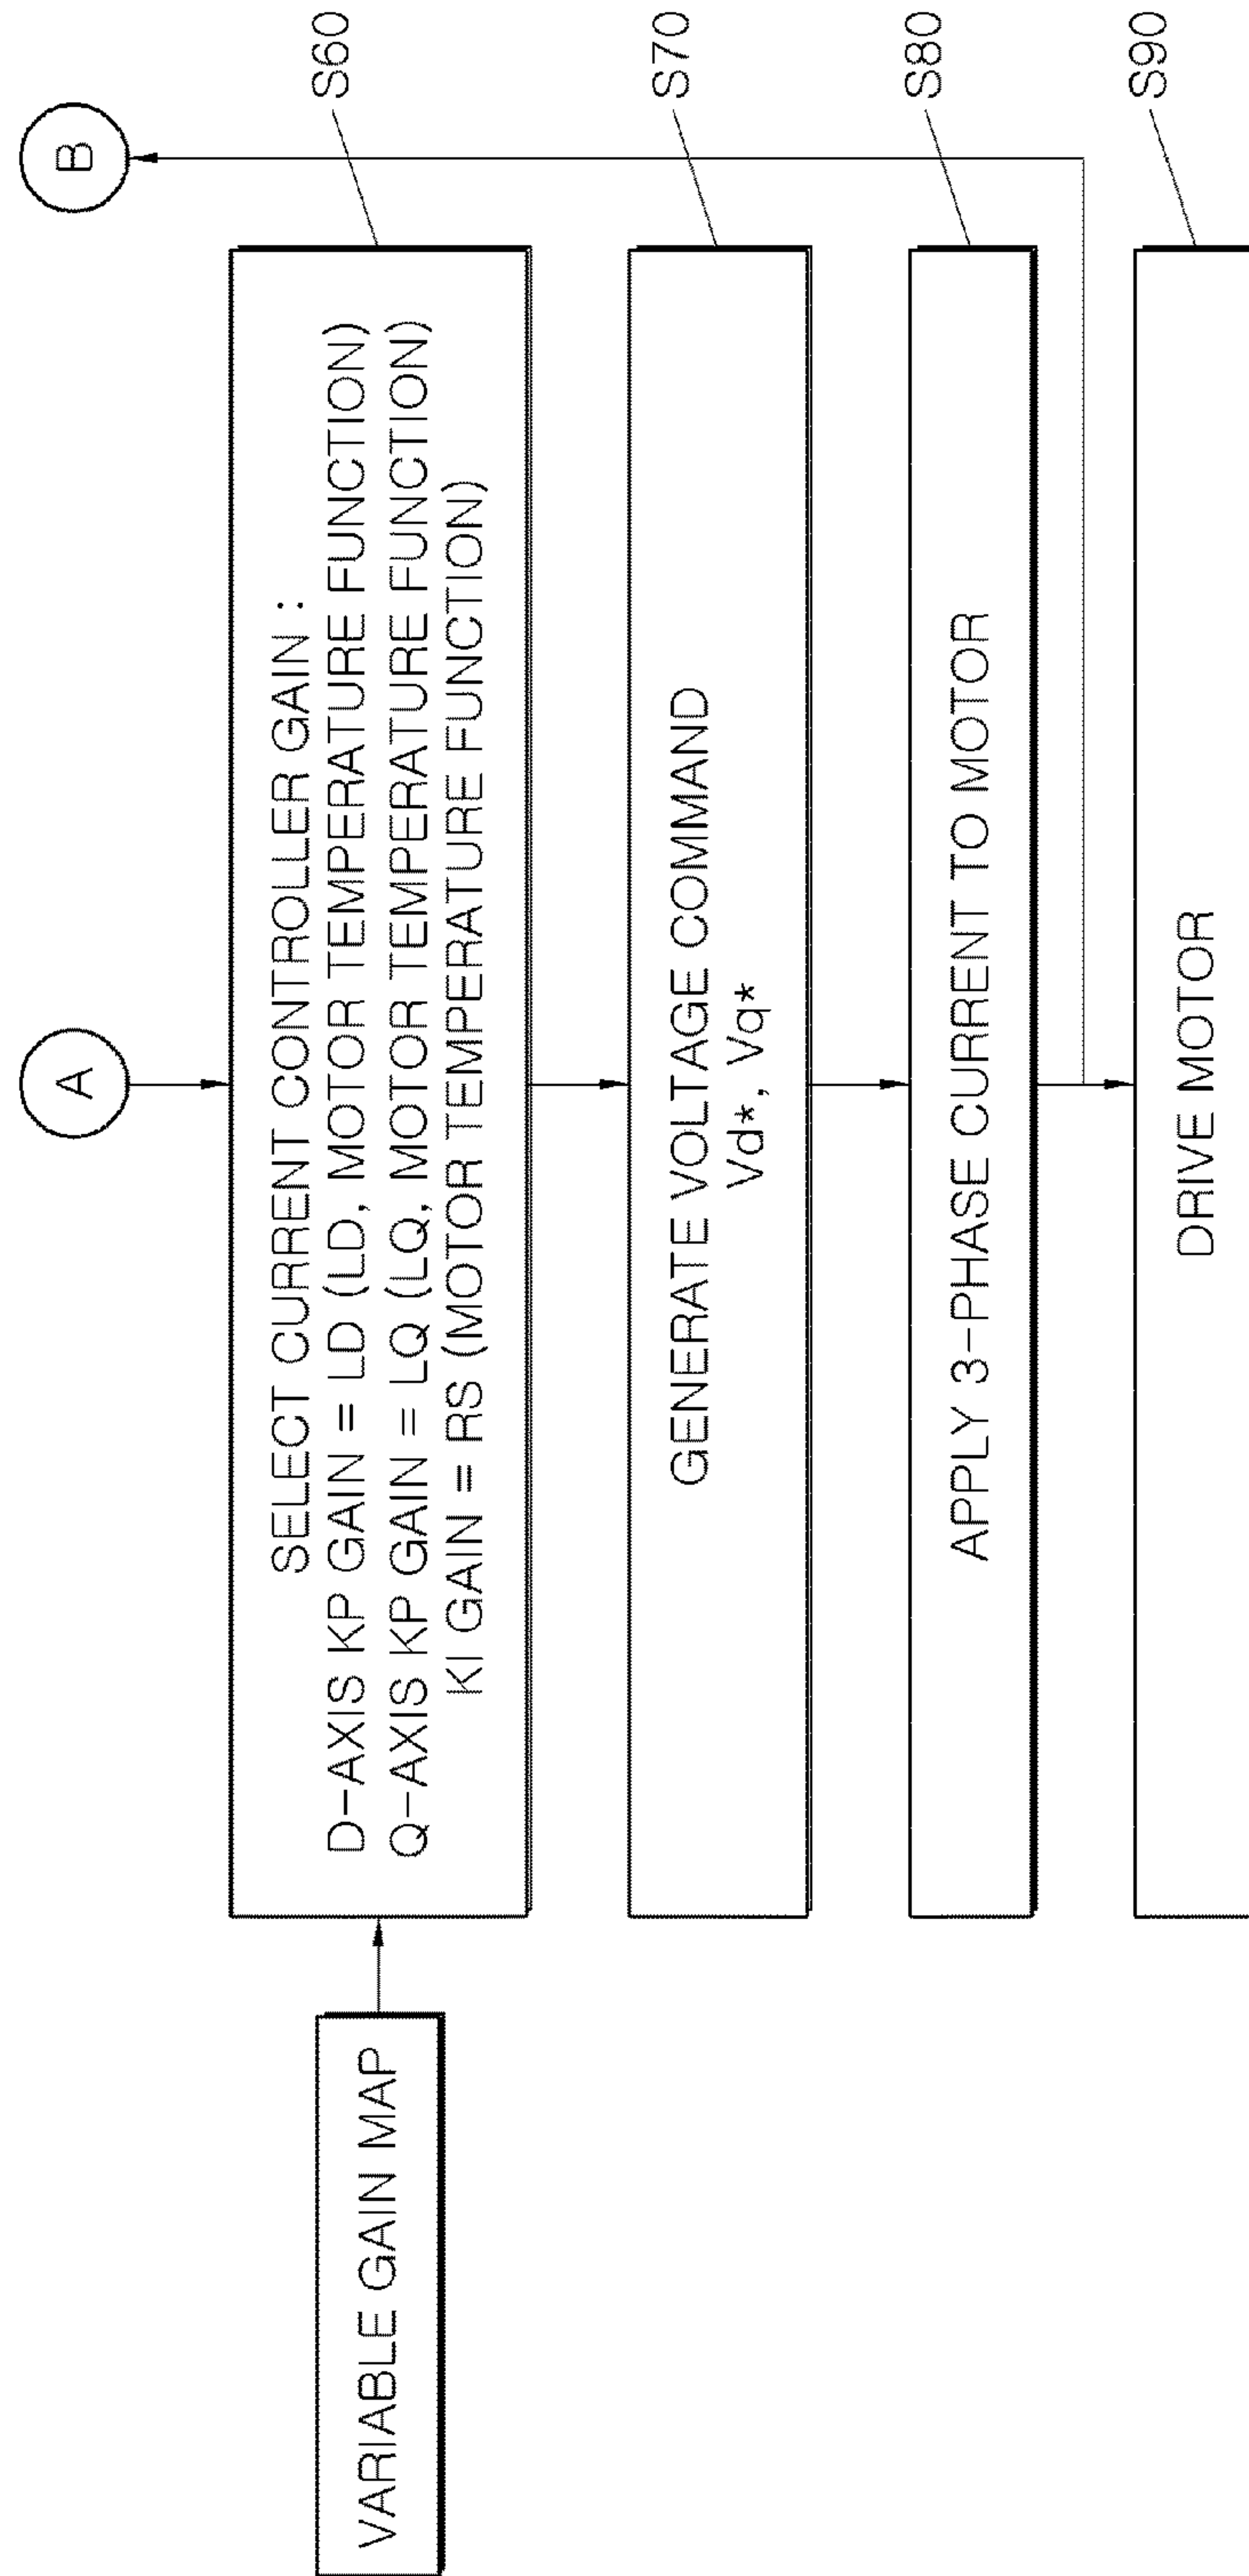 A
B
VARIABLE GAIN MAP
SELECT CURRENT CONTROLLER GAIN :
D-AXIS KP GAIN = LD (LD, MOTOR TEMPERATURE FUNCTION)
Q-AXIS KP GAIN = LQ (LQ, MOTOR TEMPERATURE FUNCTION)
KI GAIN = RS (MOTOR TEMPERATURE FUNCTION)
S60
GENERATE VOLTAGE COMMAND
Vd*, Vq*
S70
APPLY 3-PHASE CURRENT TO MOTOR
S80
DRIVE MOTOR
S90